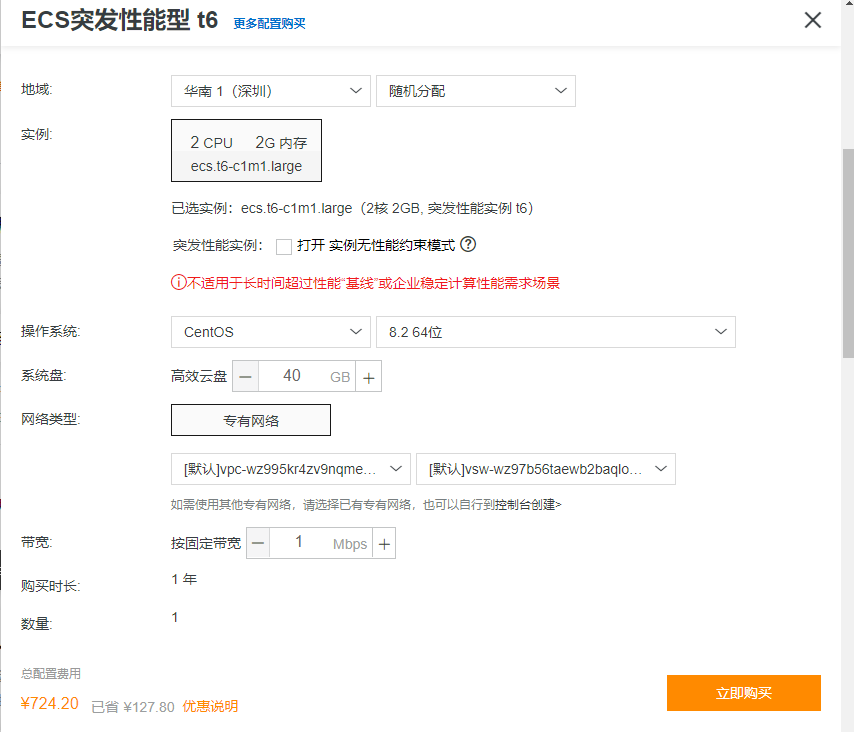 ECS突发性能型 t6 更多配置购买
地域: 华南 1（深圳） 随机分配
实例:
2 CPU 2G 内存
ecs.t6-c1m1.large
已选实例：ecs.t6-c1m1.large（2核 2GB, 突发性能实例 t6）
突发性能实例： 打开 实例无性能约束模式 ?
不适用于长时间超过性能“基线”或企业稳定计算性能需求场景
操作系统: CentOS 8.2 64位
系统盘: 高效云盘 — 40 GB +
网络类型: 专有网络
[默认]vpc-wz995kr4zv9nqme... [默认]vsw-wz97b56taewb2baqlo...
如需使用其他专有网络，请选择已有专有网络，也可以自行到控制台创建>
带宽: 按固定带宽 — 1 Mbps +
购买时长: 1 年
数量: 1
总配置费用
¥724.20 已省 ¥127.80 优惠说明
立即购买